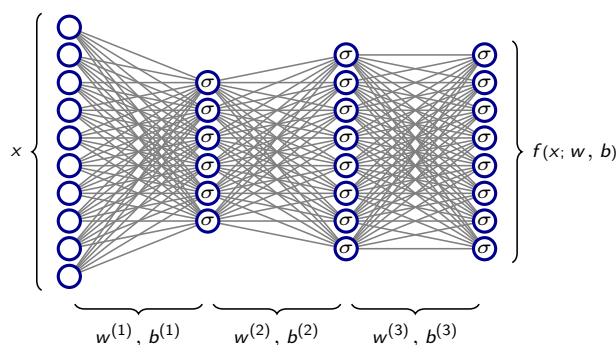 σ σ
σ σ σ
σ σ σ
σ σ σ
x
f(x; w, b)
σ σ σ
σ σ σ
σ σ σ
σ σ
w⁽¹⁾, b⁽¹⁾ w⁽²⁾, b⁽²⁾ w⁽³⁾, b⁽³⁾